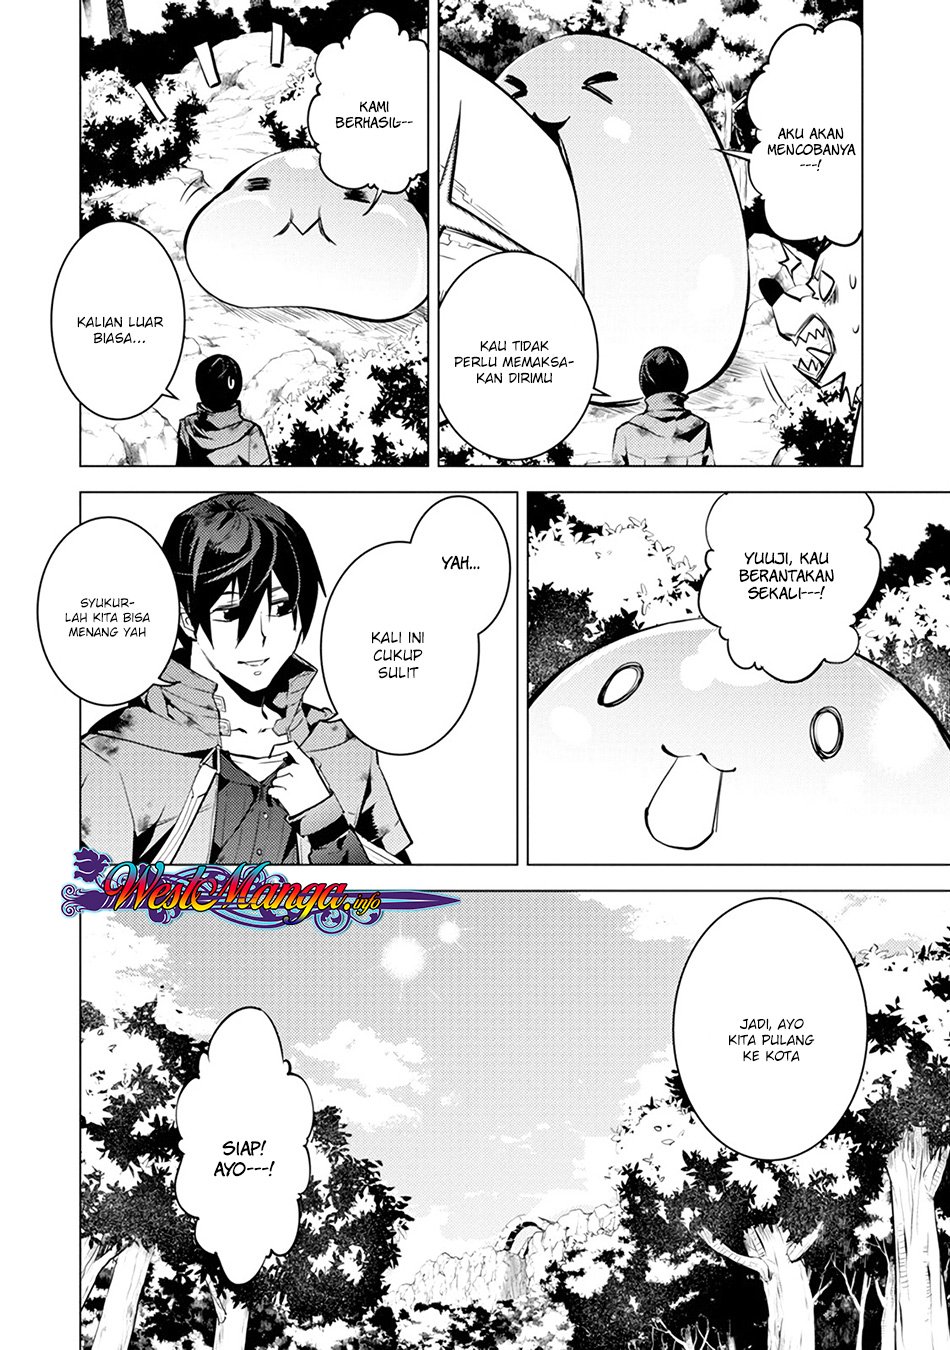 AKU AKAN
MENCOBANYA
---!
KAU TIDAK
PERLU MEMAKSA-
KAN DIRIMU
KAMI
BERHASIL---
KALIAN LUAR
BIASA...
YUUJI, KAU
BERANTAKAN
SEKALI---!
YAH...
KALI INI
CUKUP
SULIT
SYUKUR-
LAH KITA BISA
MENANG YAH
WESTMANGA.info
JADI, AYO
KITA PULANG
KE KOTA
SIAP!
AYO---!